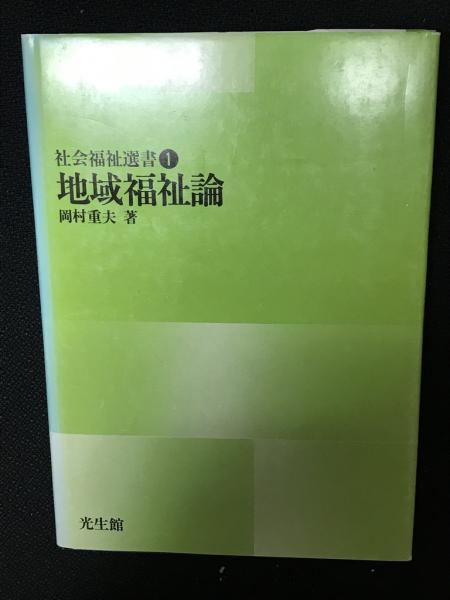 社会福祉選書❶
地域福祉論
岡村重夫 著
光生館